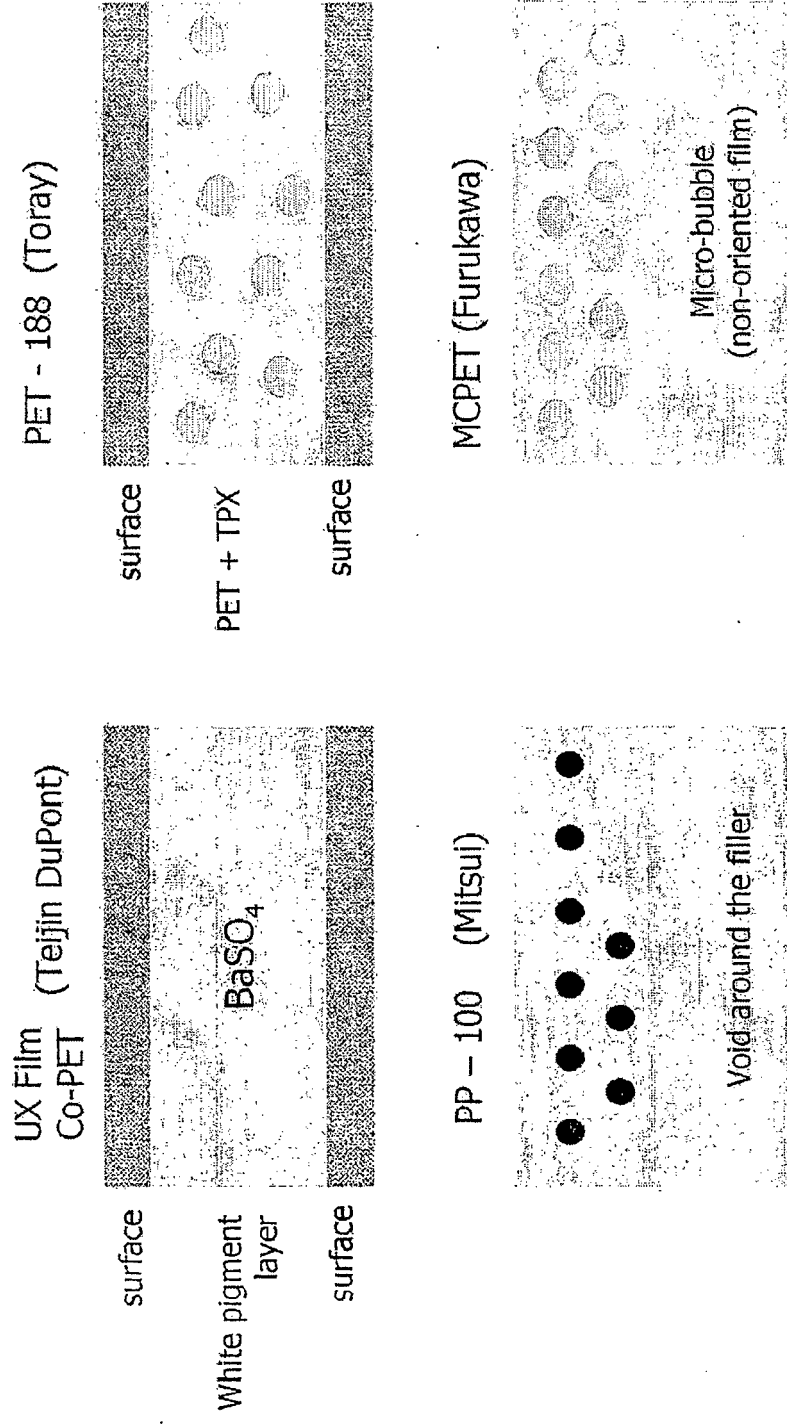 UX Film
Co-PET (Teijin DuPont)
surface
White pigment
layer
BaSO₄
surface
PET - 188 (Toray)
surface
PET + TPX
surface
PP – 100 (Mitsui)
Void around the filler
MCPET (Furukawa)
Micro-bubble
(non-oriented film)